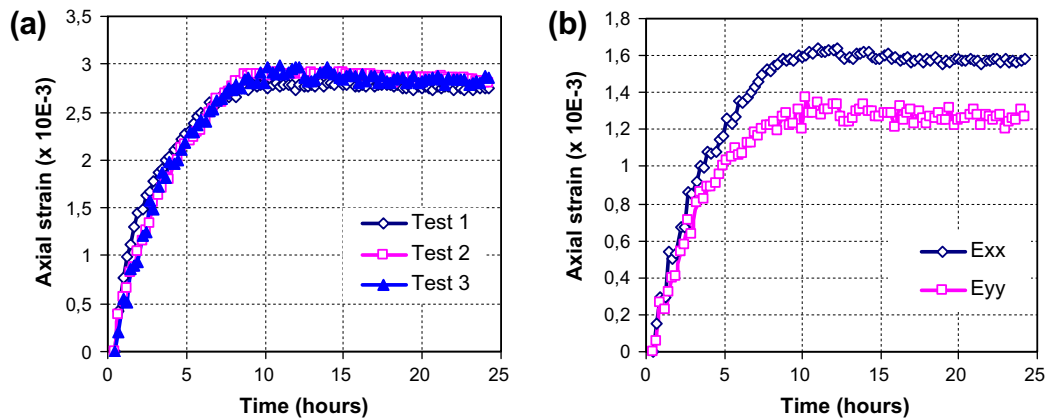 (a)
Axial strain (x 10E-3)
3,5
3
2,5
2
1,5
1
0,5
0
0
5
10
15
20
25
Time (hours)
Test 1
Test 2
Test 3
(b)
Axial strain (x 10E-3)
1,8
1,6
1.4
1.2
1
0,8
0,6
0,4
0,2
0
0
5
10
15
20
25
Time (hours)
Exx
Eyy